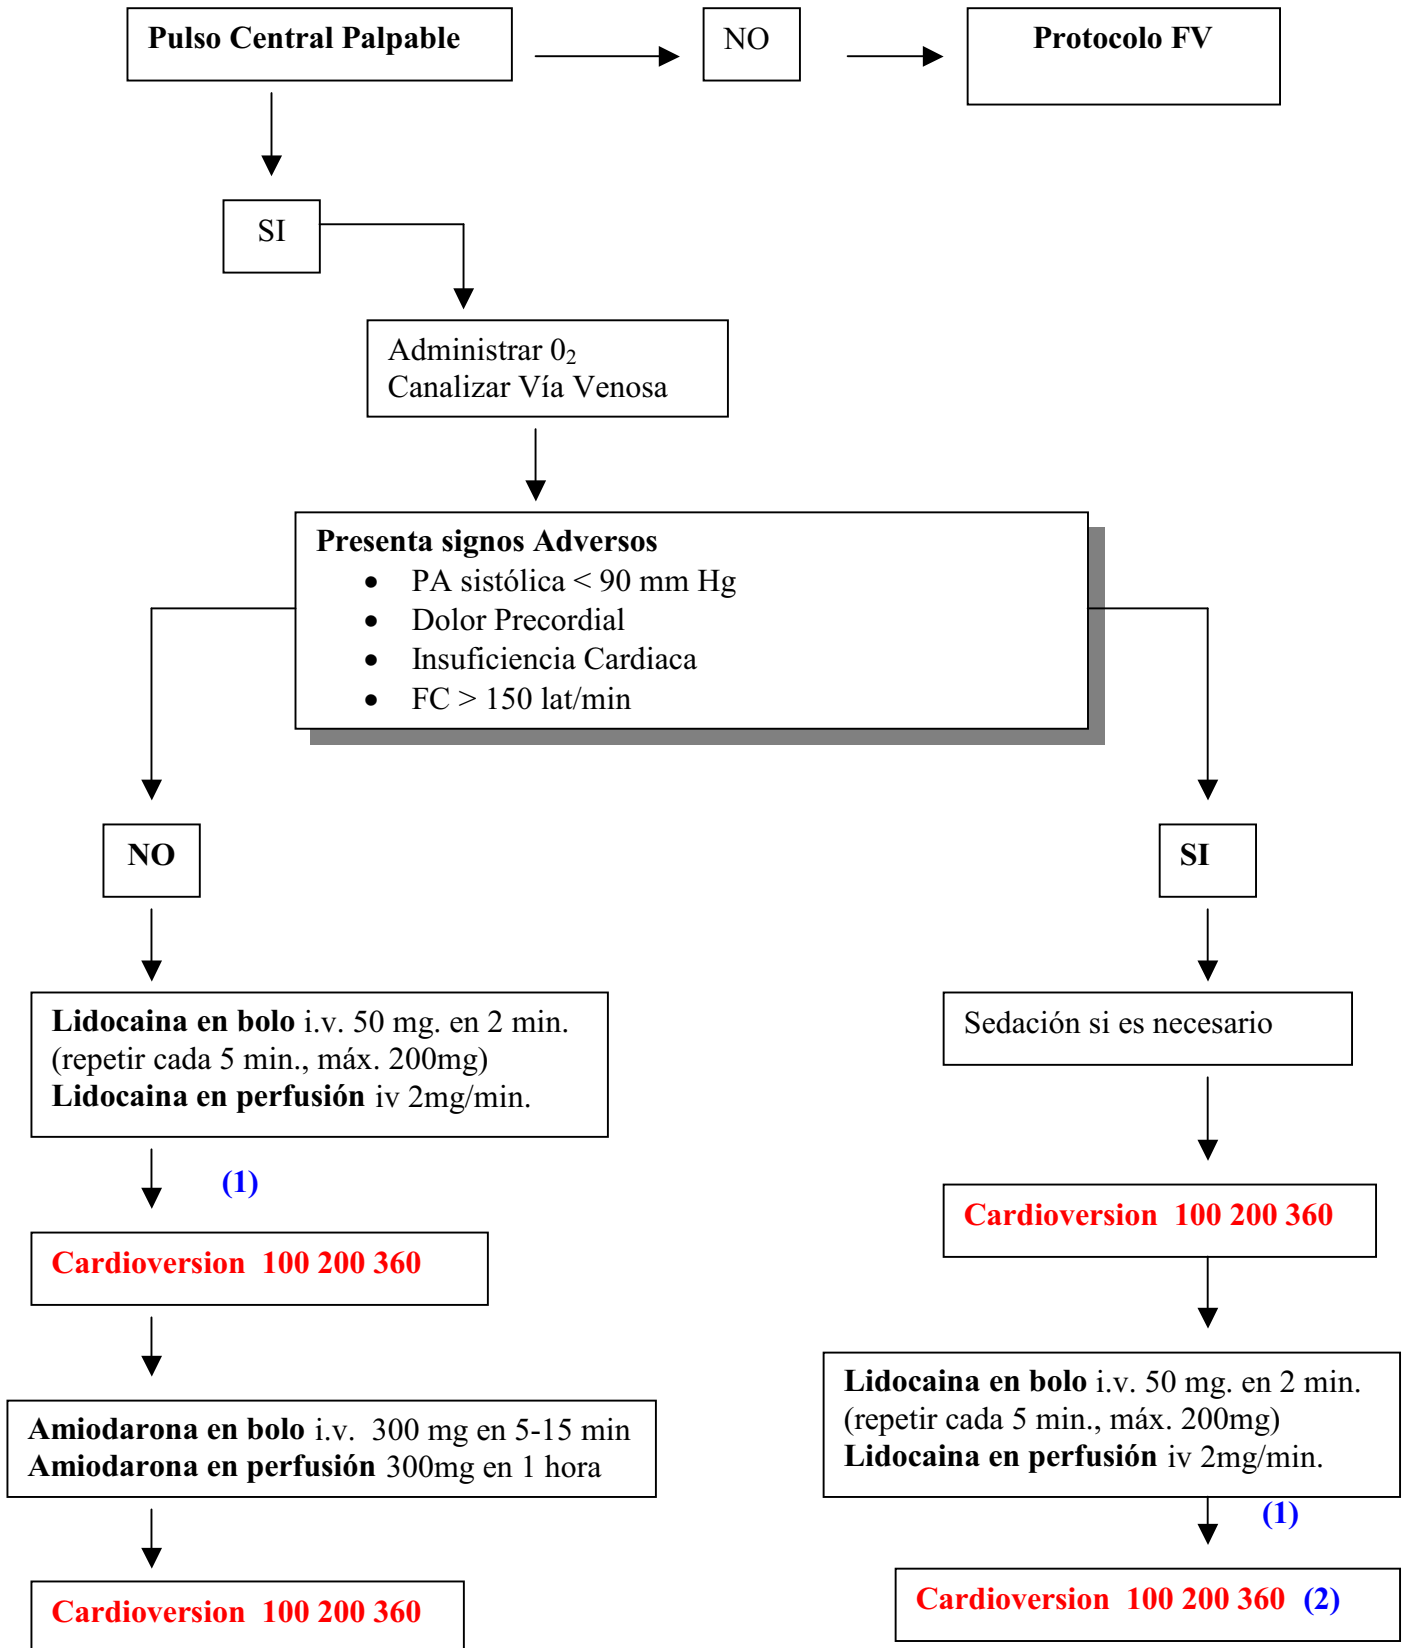 Pulso Central Palpable
NO
Protocolo FV
SI
Administrar 0₂
Canalizar Vía Venosa
Presenta signos Adversos
• PA sistólica < 90 mm Hg
• Dolor Precordial
• Insuficiencia Cardiaca
• FC > 150 lat/min
NO
SI
Lidocaina en bolo i.v. 50 mg. en 2 min.
(repetir cada 5 min., máx. 200mg)
Lidocaina en perfusión iv 2mg/min.
Sedación si es necesario
(1)
Cardioversion 100 200 360
Cardioversion 100 200 360
Amiodarona en bolo i.v. 300 mg en 5-15 min
Amiodarona en perfusión 300mg en 1 hora
Lidocaina en bolo i.v. 50 mg. en 2 min.
(repetir cada 5 min., máx. 200mg)
Lidocaina en perfusión iv 2mg/min.
(1)
Cardioversion 100 200 360
Cardioversion 100 200 360 (2)